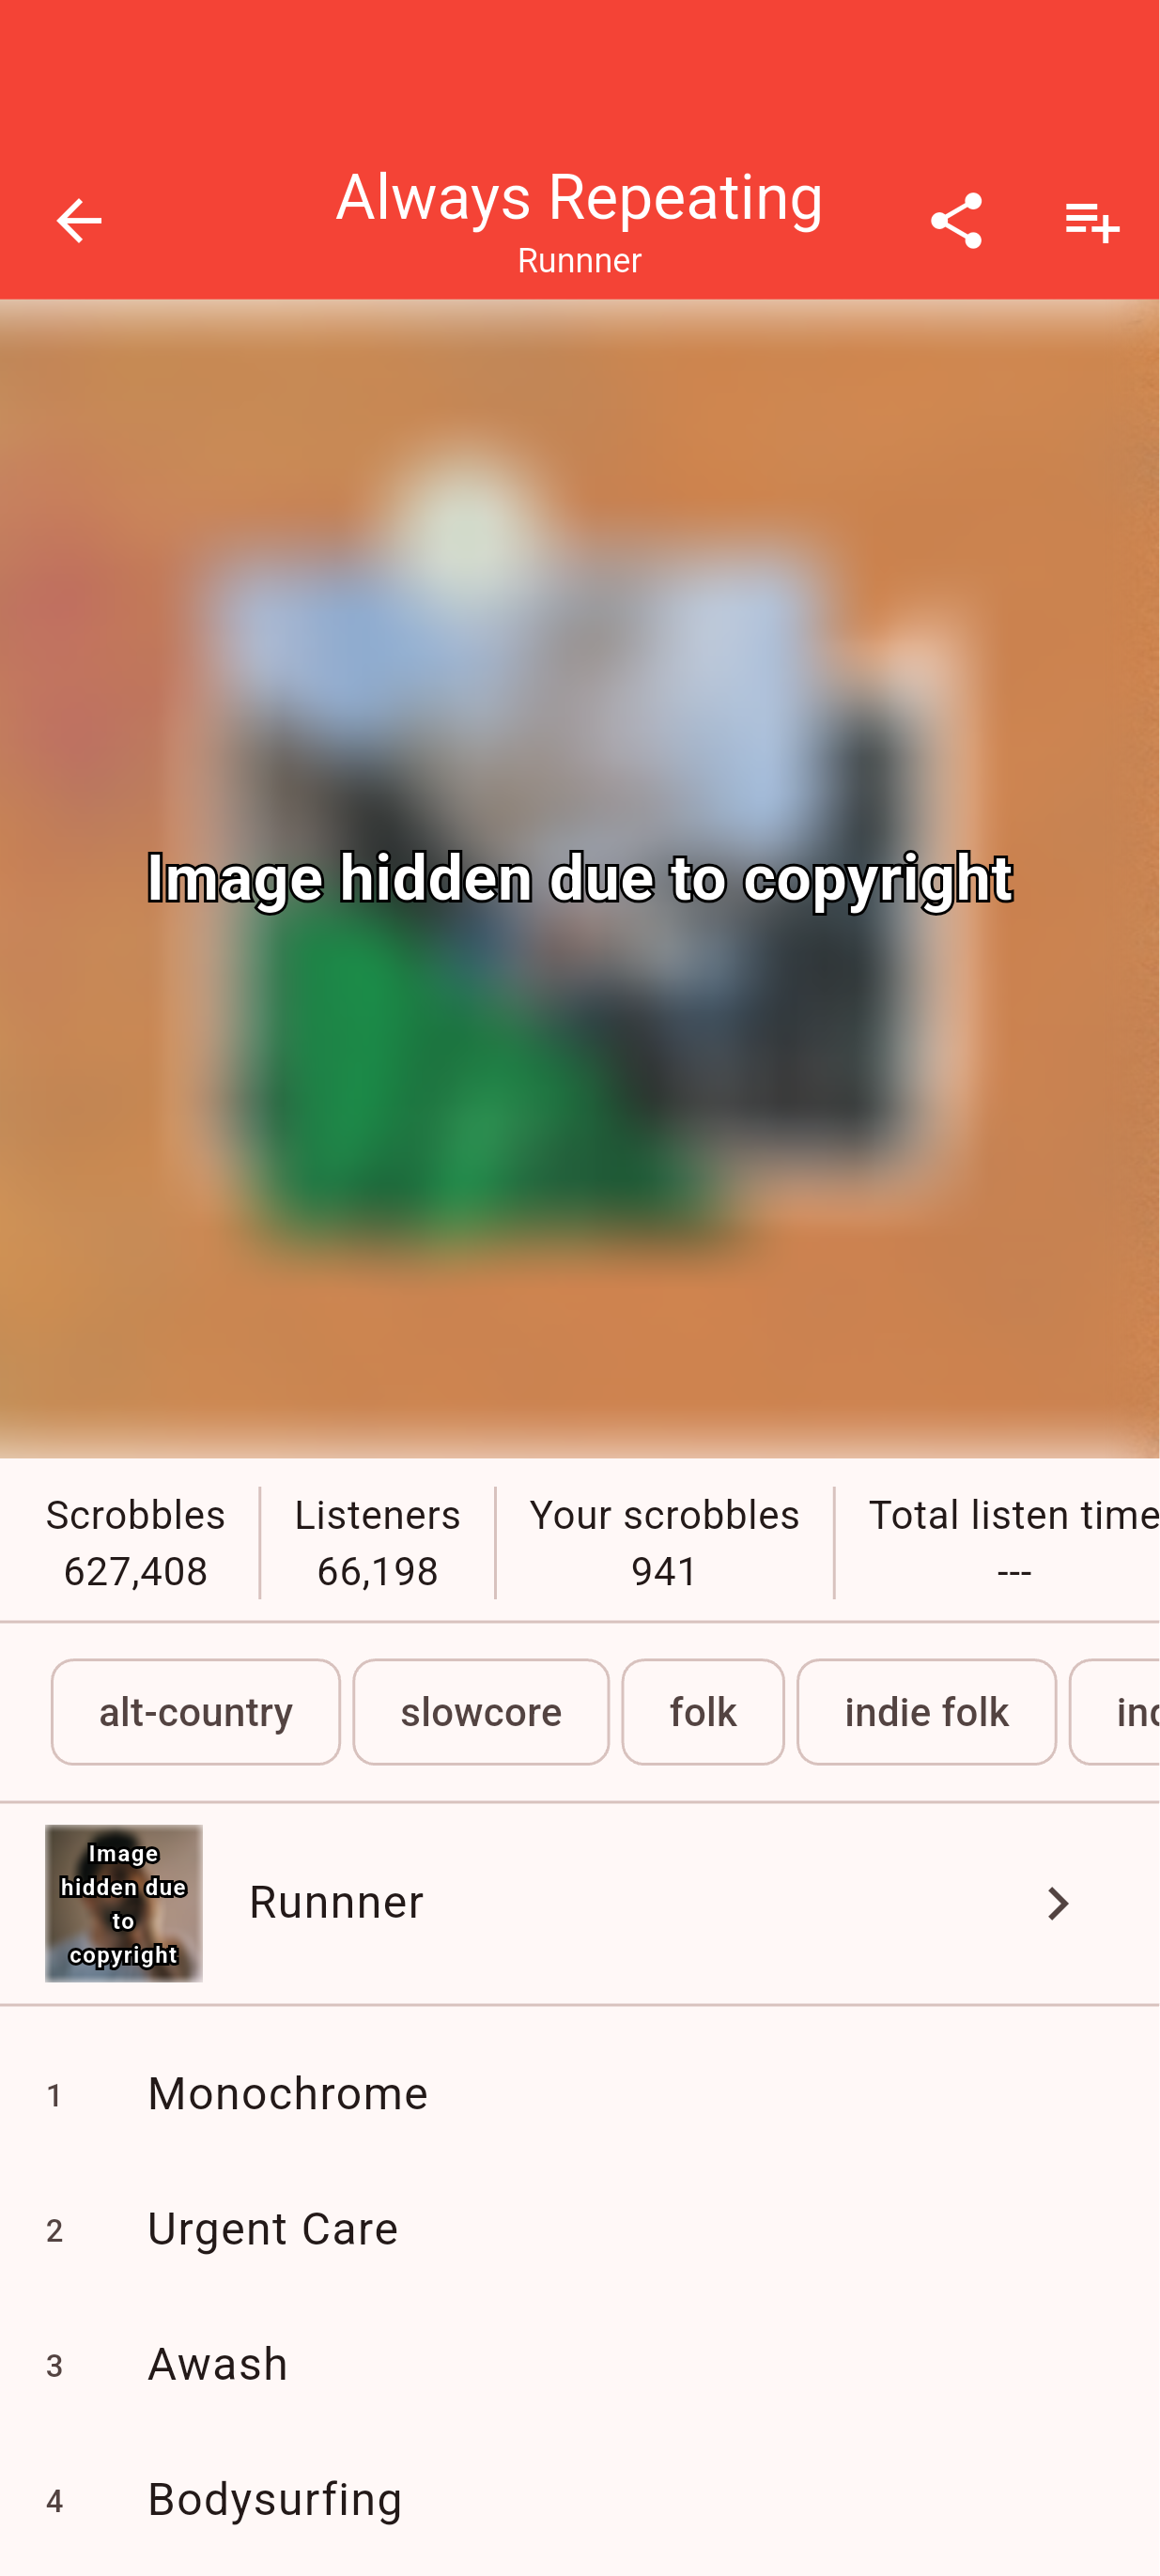 Always Repeating
Runnner
Image hidden due to copyright
Scrobbles
627,408
Listeners
66,198
Your scrobbles
941
Total listen time
---
alt-country
slowcore
folk
indie folk
Image
hidden due
to
copyright
Runnner
1 Monochrome
2 Urgent Care
3 Awash
4 Bodysurfing